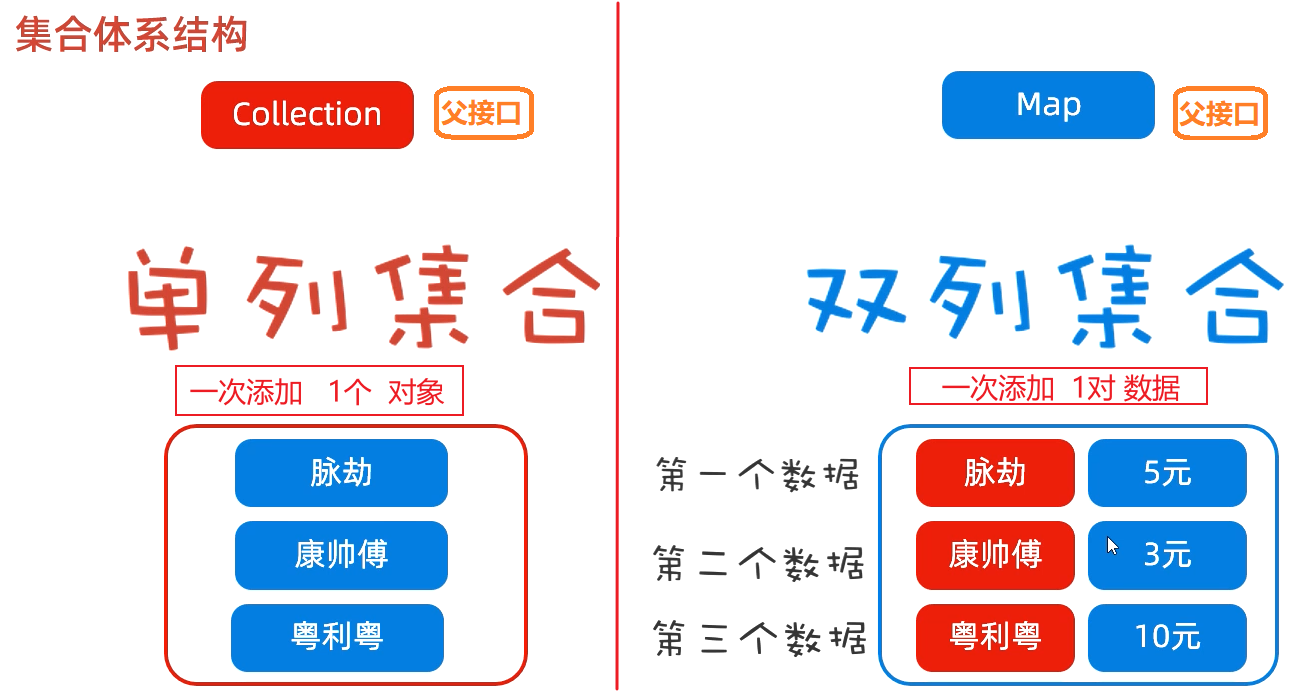 集合体系结构
Collection
父接口
单列集合
一次添加 1个 对象
脉劫
康帅傅
粤利粤
Map
父接口
双列集合
一次添加 1对 数据
第一个数据 脉劫 5元
第二个数据 康帅傅 3元
第三个数据 粤利粤 10元